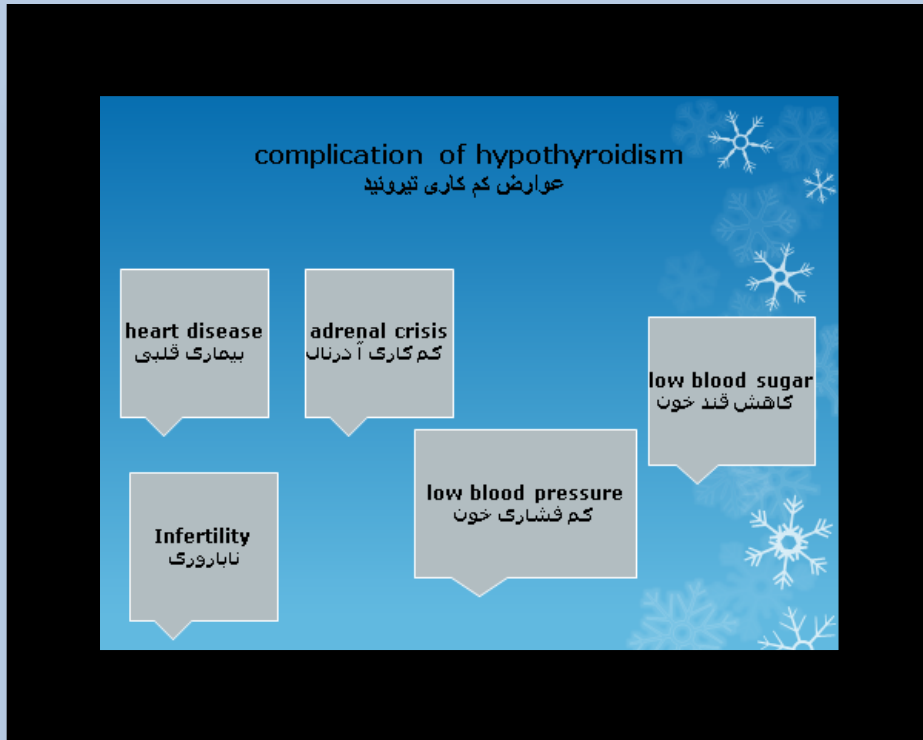 complication of hypothyroidism
عوارض کم کاری تیروئید
heart disease
بیماری قلبی
adrenal crisis
کم کاری آ درنال
low blood sugar
کاهش قند خون
low blood pressure
کم فشاری خون
Infertility
ناباروری